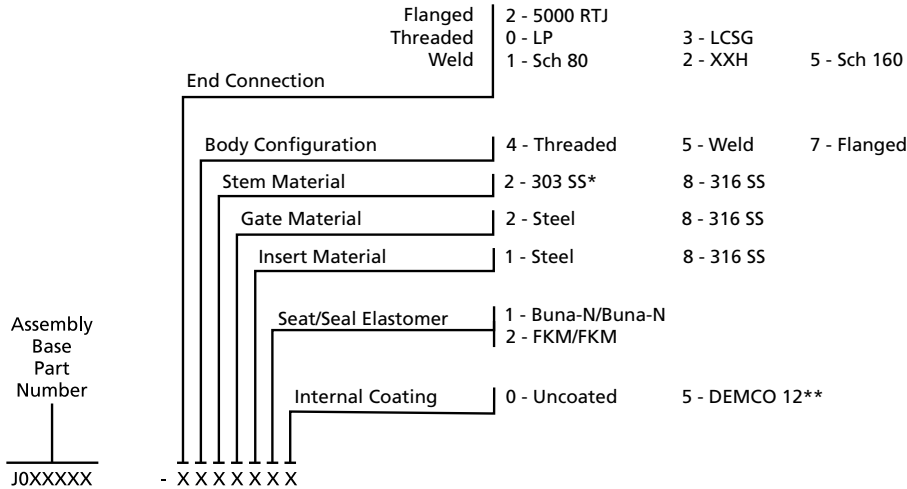 Flanged 2 - 5000 RTJ
Threaded 0 - LP 3 - LCSG
Weld 1 - Sch 80 2 - XXH 5 - Sch 160
End Connection
Body Configuration 4 - Threaded 5 - Weld 7 - Flanged
Stem Material 2 - 303 SS* 8 - 316 SS
Gate Material 2 - Steel 8 - 316 SS
Insert Material 1 - Steel 8 - 316 SS
Seat/Seal Elastomer 1 - Buna-N/Buna-N
2 - FKM/FKM
Internal Coating 0 - Uncoated 5 - DEMCO 12**
Assembly
Base
Part
Number
J0XXXXX - X X X X X X X